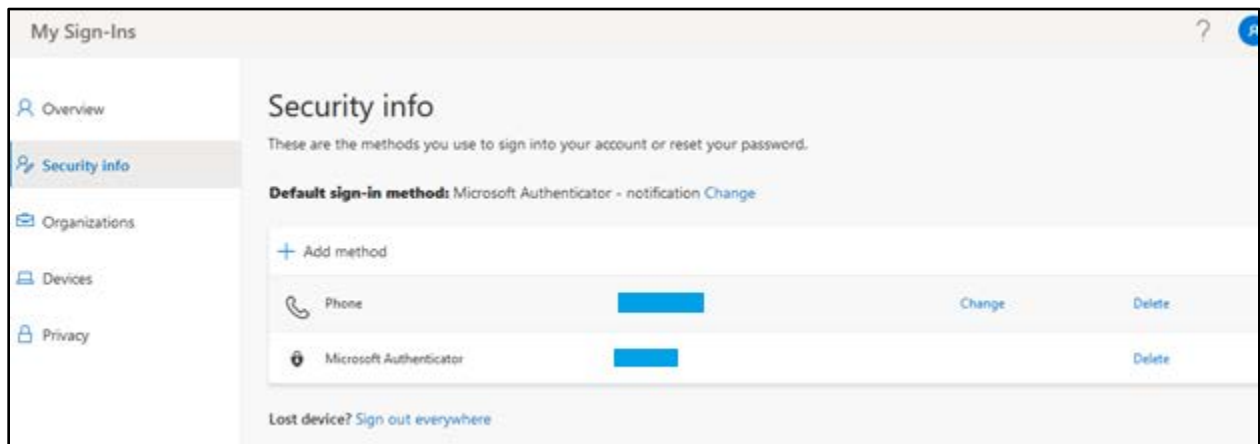 My Sign-Ins
?
Overview
Security info
Organizations
Devices
Privacy
Security info
These are the methods you use to sign into your account or reset your password.
Default sign-in method: Microsoft Authenticator - notification Change
+ Add method
Phone Change Delete
Microsoft Authenticator Delete
Lost device? Sign out everywhere